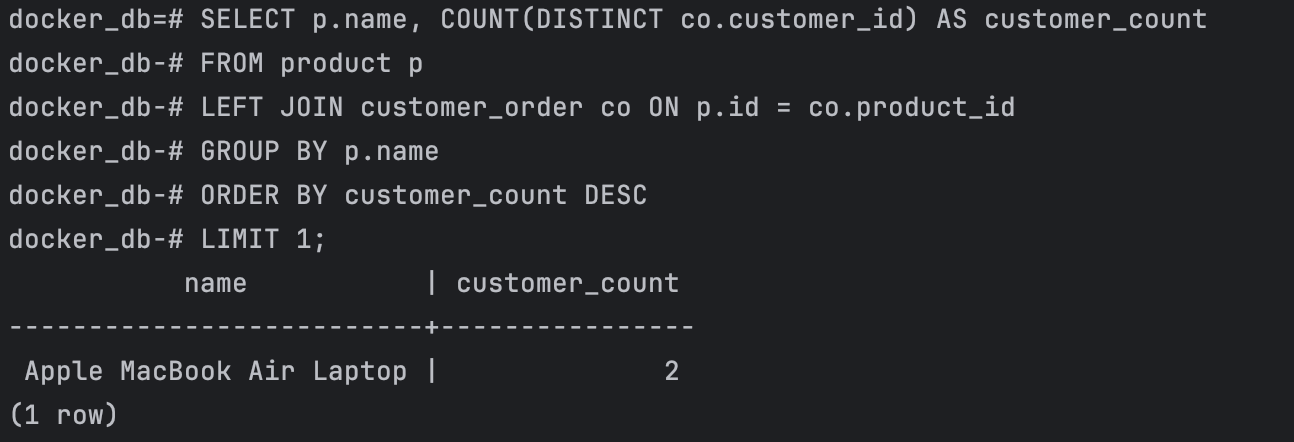 docker_db=# SELECT p.name, COUNT(DISTINCT co.customer_id) AS customer_count
docker_db-# FROM product p
docker_db-# LEFT JOIN customer_order co ON p.id = co.product_id
docker_db-# GROUP BY p.name
docker_db-# ORDER BY customer_count DESC
docker_db-# LIMIT 1;
           name           | customer_count
--------------------------+----------------
 Apple MacBook Air Laptop |              2
(1 row)